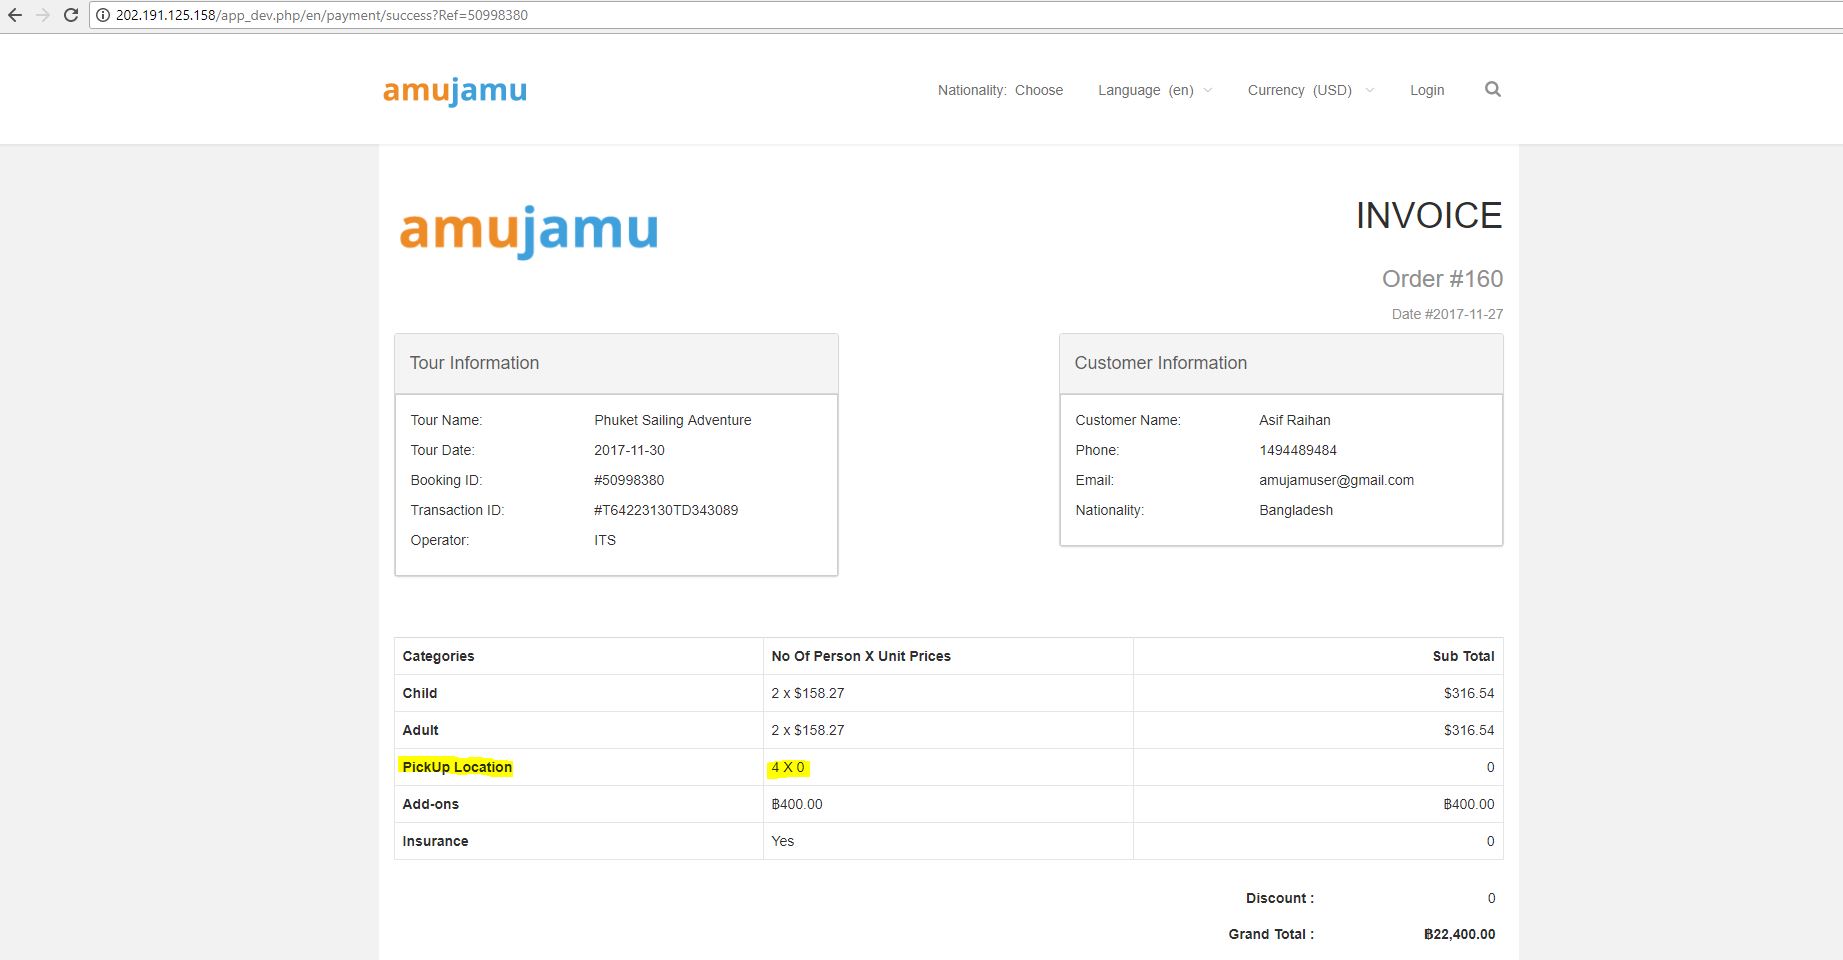 202.191.125.158/app_dev.php/en/payment/success?Ref=50998380
amujamu Nationality: Choose Language (en) Currency (USD) Login
amujamu
INVOICE
Order #160
Date #2017-11-27
Tour Information
Tour Name: Phuket Sailing Adventure
Tour Date: 2017-11-30
Booking ID: #50998380
Transaction ID: #T64223130TD343089
Operator: ITS
Customer Information
Customer Name: Asif Raihan
Phone: 1494489484
Email: amujamuser@gmail.com
Nationality: Bangladesh
Categories No Of Person X Unit Prices Sub Total
Child 2 x $158.27 $316.54
Adult 2 x $158.27 $316.54
PickUp Location 4 X 0 0
Add-ons ฿400.00 ฿400.00
Insurance Yes 0
Discount : 0
Grand Total : ฿22,400.00